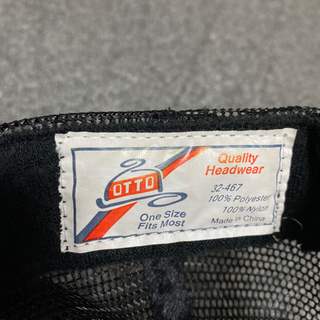 OTTO
One Size
Fits Most
Quality
Headwear
32-467
100% Polyester
100% Nylon
Made in China